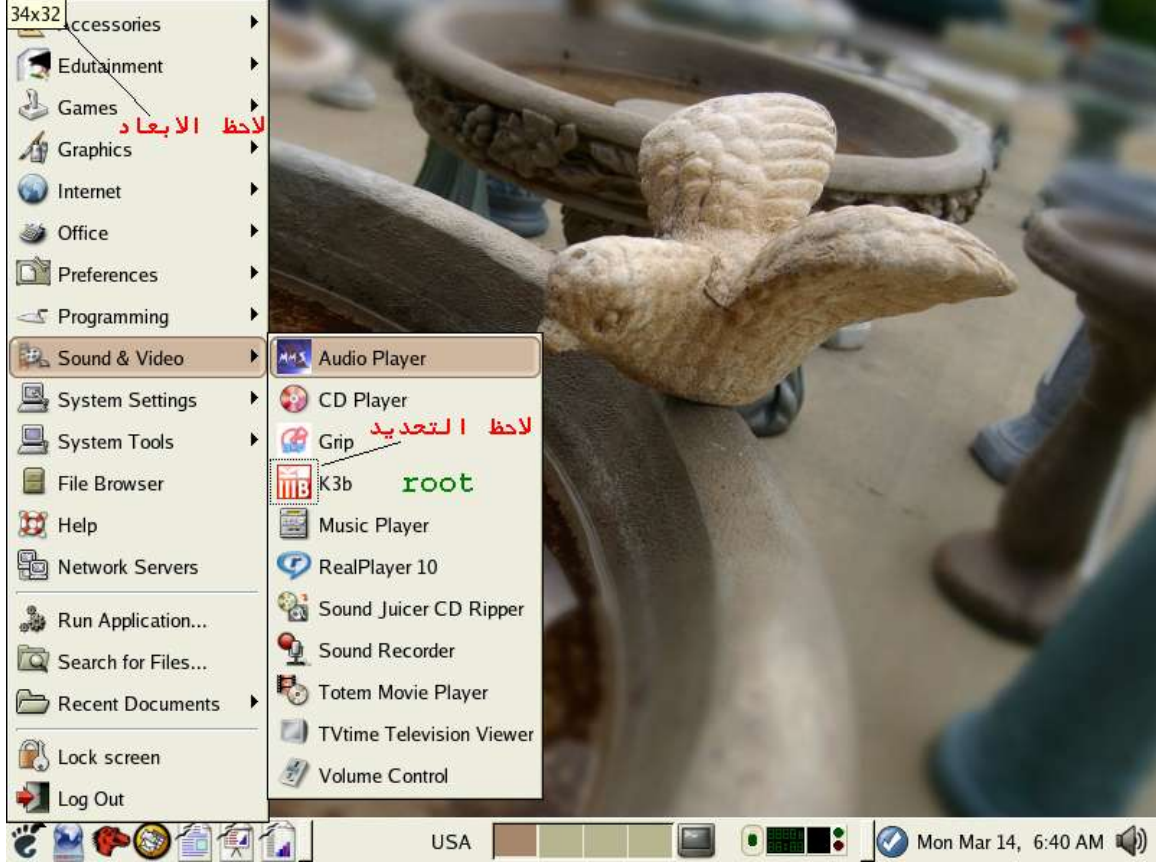 34x32
Accessories
Edutainment
Games
لاحظ الابعاد
Graphics
Internet
Office
Preferences
Programming
Sound & Video
System Settings
System Tools
File Browser
Help
Network Servers
Run Application...
Search for Files...
Recent Documents
Lock screen
Log Out
MMS Audio Player
CD Player
لاحظ التحديد
Grip
K3b root
Music Player
RealPlayer 10
Sound Juicer CD Ripper
Sound Recorder
Totem Movie Player
TVtime Television Viewer
Volume Control
USA
Mon Mar 14, 6:40 AM